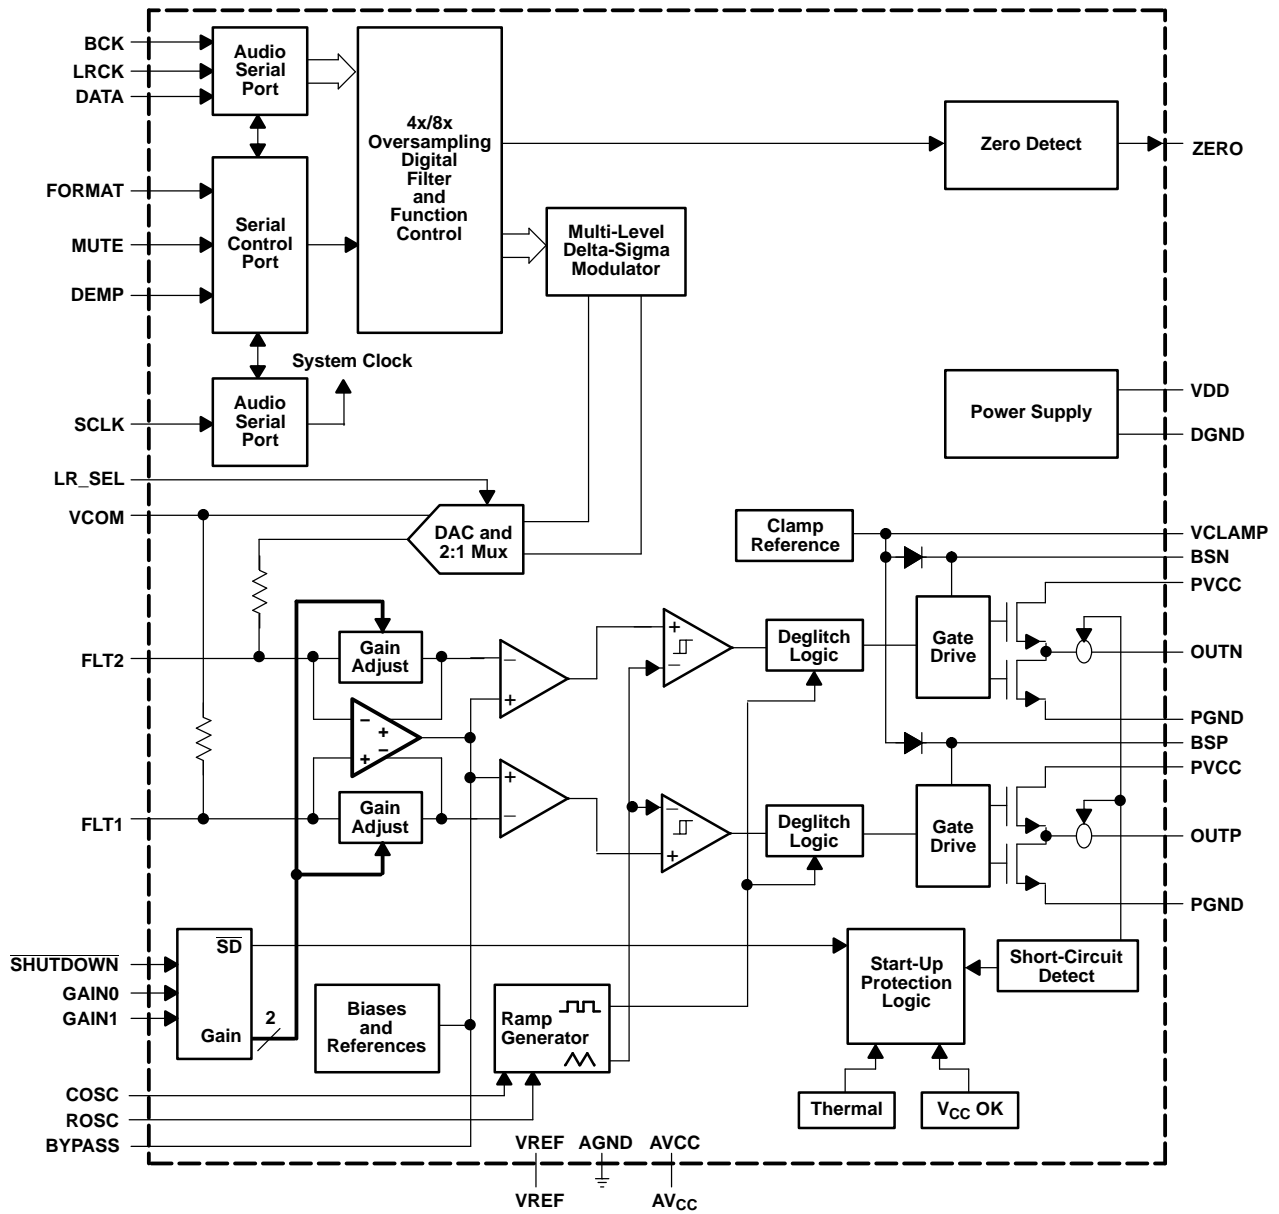 BCK
LRCK
DATA
Audio
Serial
Port
4x/8x
Oversampling
Digital
Filter
and
Function
Control
Zero Detect
ZERO
FORMAT
MUTE
DEMP
Serial
Control
Port
Multi-Level
Delta-Sigma
Modulator
System Clock
SCLK
Audio
Serial
Port
Power Supply
VDD
DGND
LR_SEL
VCOM
DAC and
2:1 Mux
Clamp
Reference
VCLAMP
BSN
PVCC
FLT2
Gain
Adjust
−
+
+
−
Deglitch
Logic
Gate
Drive
OUTN
PGND
−
+
−
+
BSP
PVCC
FLT1
Gain
Adjust
+
−
−
+
Deglitch
Logic
Gate
Drive
OUTP
PGND
SHUTDOWN
GAIN0
GAIN1
SD
Gain
2
Biases
and
References
Ramp
Generator
Start-Up
Protection
Logic
Short-Circuit
Detect
Thermal
VCC OK
COSC
ROSC
BYPASS
VREF AGND AVCC
VREF AVCC